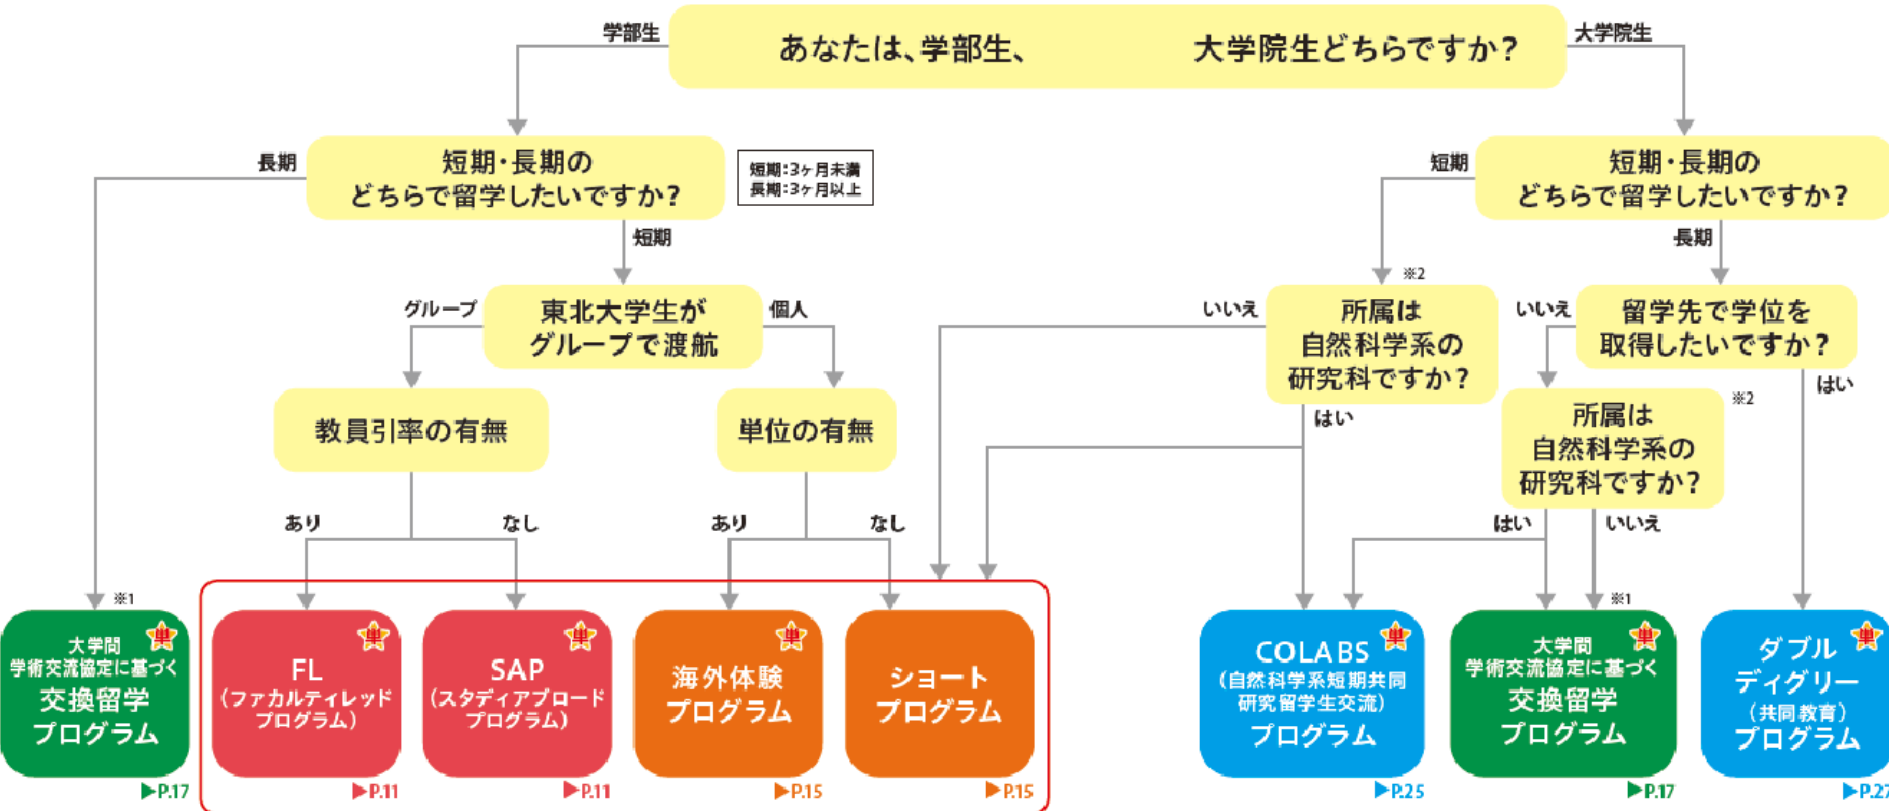 あなたは、学部生、 大学院生どちらですか？
学部生
大学院生
長期
短期・長期の
どちらで留学したいですか？
短期：3ヶ月未満
長期：3ヶ月以上
短期
短期・長期の
どちらで留学したいですか？
短期
長期
グループ
東北大学生が
グループで渡航
個人
いいえ
※2
所属は
自然科学系の
研究科ですか？
はい
いいえ
留学先で学位を
取得したいですか？
はい
教員引率の有無
単位の有無
※2
所属は
自然科学系の
研究科ですか？
あり
なし
あり
なし
はい
いいえ
※1
単
大学間
学術交流協定に基づく
交換留学
プログラム
▶P.17
単
FL
（ファカルティレッド
プログラム）
▶P.11
単
SAP
（スタディアブロード
プログラム）
▶P.11
単
海外体験
プログラム
▶P.15
ショート
プログラム
▶P.15
単
COLABS
（自然科学系短期共同
研究留学生交流）
プログラム
▶P.25
※1
単
大学間
学術交流協定に基づく
交換留学
プログラム
▶P.17
単
ダブル
ディグリー
（共同教育）
プログラム
▶P.27